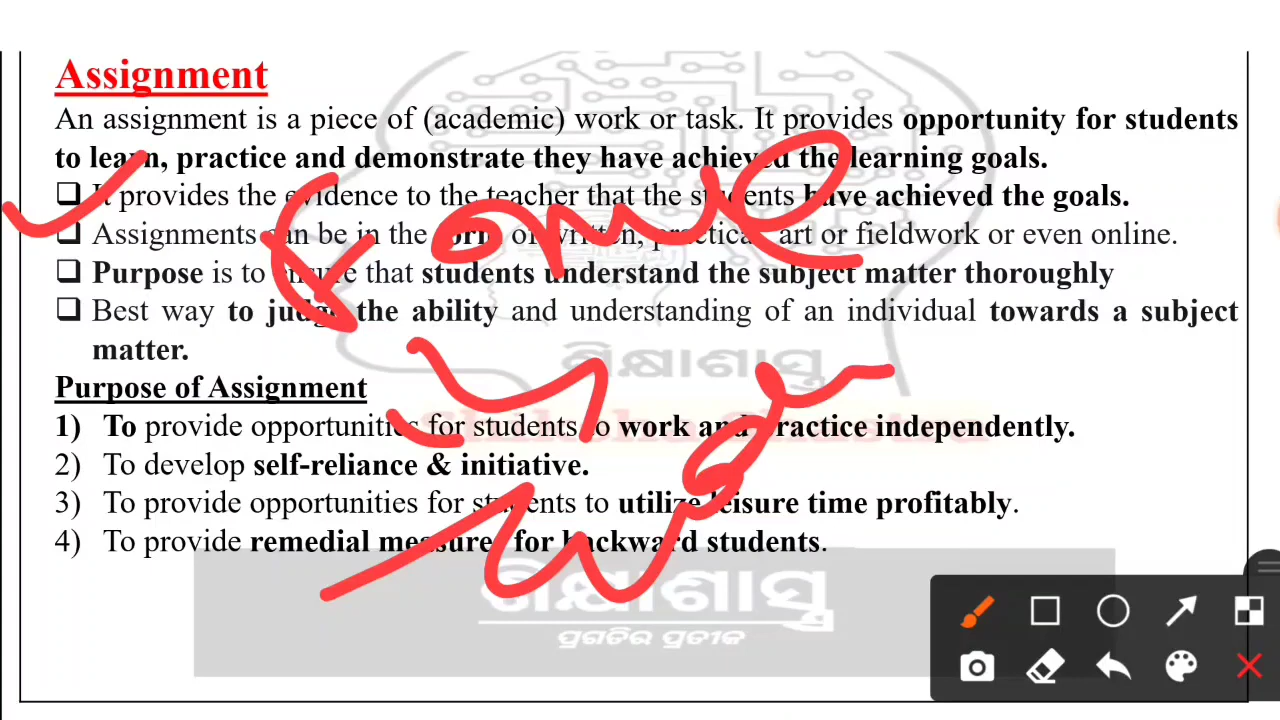 Assignment
An assignment is a piece of (academic) work or task. It provides opportunity for students
to learn, practice and demonstrate they have achieved the learning goals.
❑ It provides the evidence to the teacher that the students have achieved the goals.
❑ Assignments can be in the form of written, practical, art or fieldwork or even online.
❑ Purpose is to ensure that students understand the subject matter thoroughly
❑ Best way to judge the ability and understanding of an individual towards a subject
matter.
Purpose of Assignment
1) To provide opportunities for students to work and practice independently.
2) To develop self-reliance & initiative.
3) To provide opportunities for students to utilize leisure time profitably.
4) To provide remedial measures for backward students.
ଶିକ୍ଷାଶାସ୍ତ୍ର
ଶିକ୍ଷାଶାସ୍ତ୍ର
ପ୍ରଗତିର ପ୍ରତୀକ